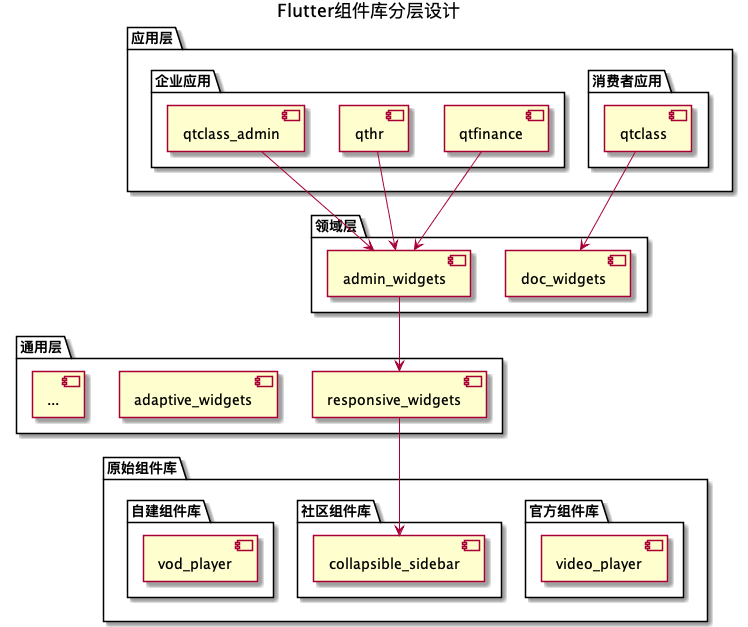 Flutter组件库分层设计
应用层
企业应用
消费者应用
qtclass_admin
qthr
qtfinance
qtclass
领域层
admin_widgets
doc_widgets
通用层
...
adaptive_widgets
responsive_widgets
原始组件库
自建组件库
社区组件库
官方组件库
vod_player
collapsible_sidebar
video_player